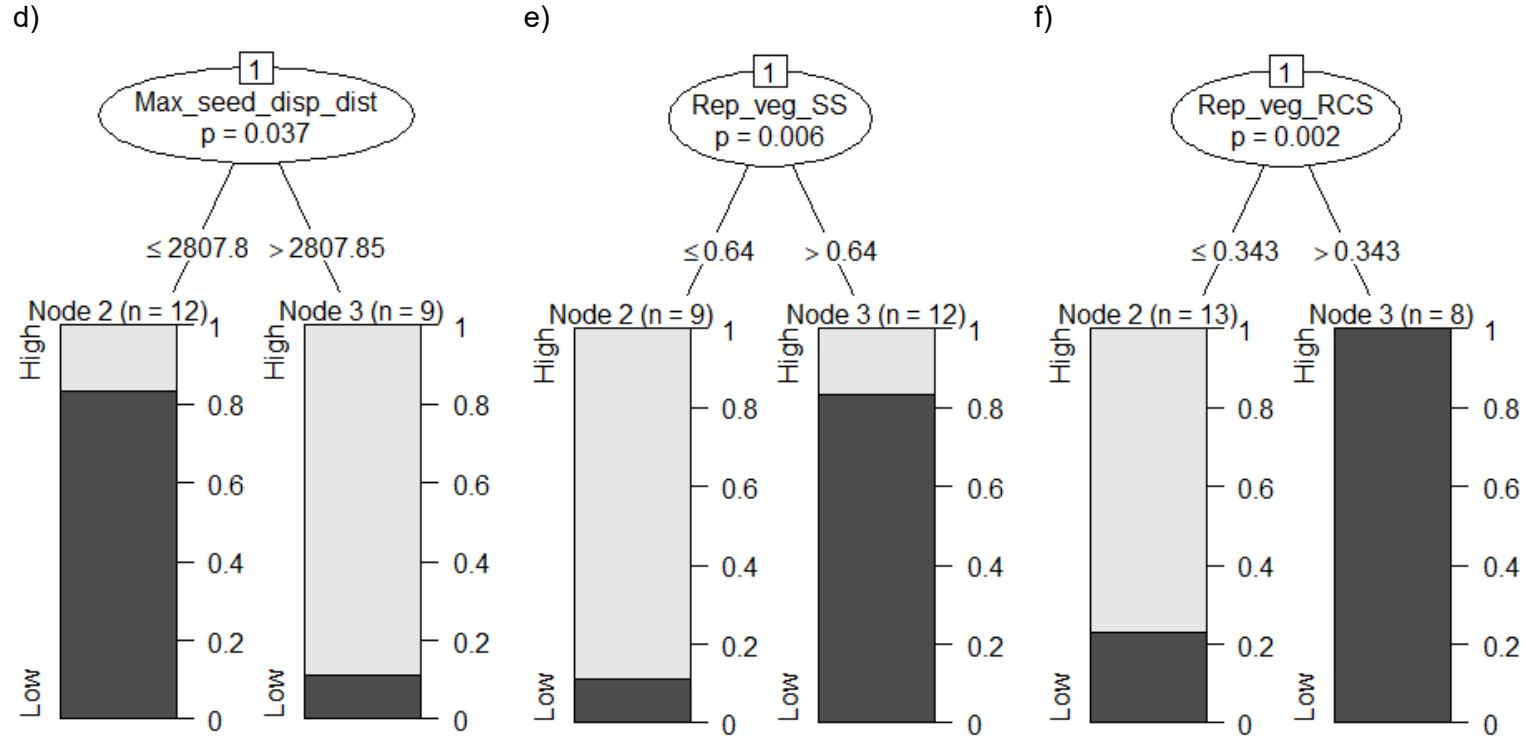 d)
1
Max_seed_disp_dist
p = 0.037
≤ 2807.8 > 2807.85
Node 2 (n = 12)
High
Low
1
0.8
0.6
0.4
0.2
0
Node 3 (n = 9)
High
Low
1
0.8
0.6
0.4
0.2
0
e)
1
Rep_veg_SS
p = 0.006
≤ 0.64 > 0.64
Node 2 (n = 9)
High
Low
1
0.8
0.6
0.4
0.2
0
Node 3 (n = 12)
High
Low
1
0.8
0.6
0.4
0.2
0
f)
1
Rep_veg_RCS
p = 0.002
≤ 0.343 > 0.343
Node 2 (n = 13)
High
Low
1
0.8
0.6
0.4
0.2
0
Node 3 (n = 8)
High
Low
1
0.8
0.6
0.4
0.2
0